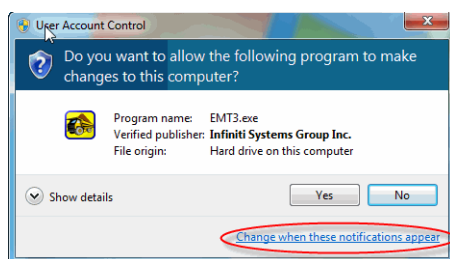 User Account Control
Do you want to allow the following program to make
changes to this computer?
Program name: EMT3.exe
Verified publisher: Infiniti Systems Group Inc.
File origin: Hard drive on this computer
Show details
Yes
No
Change when these notifications appear